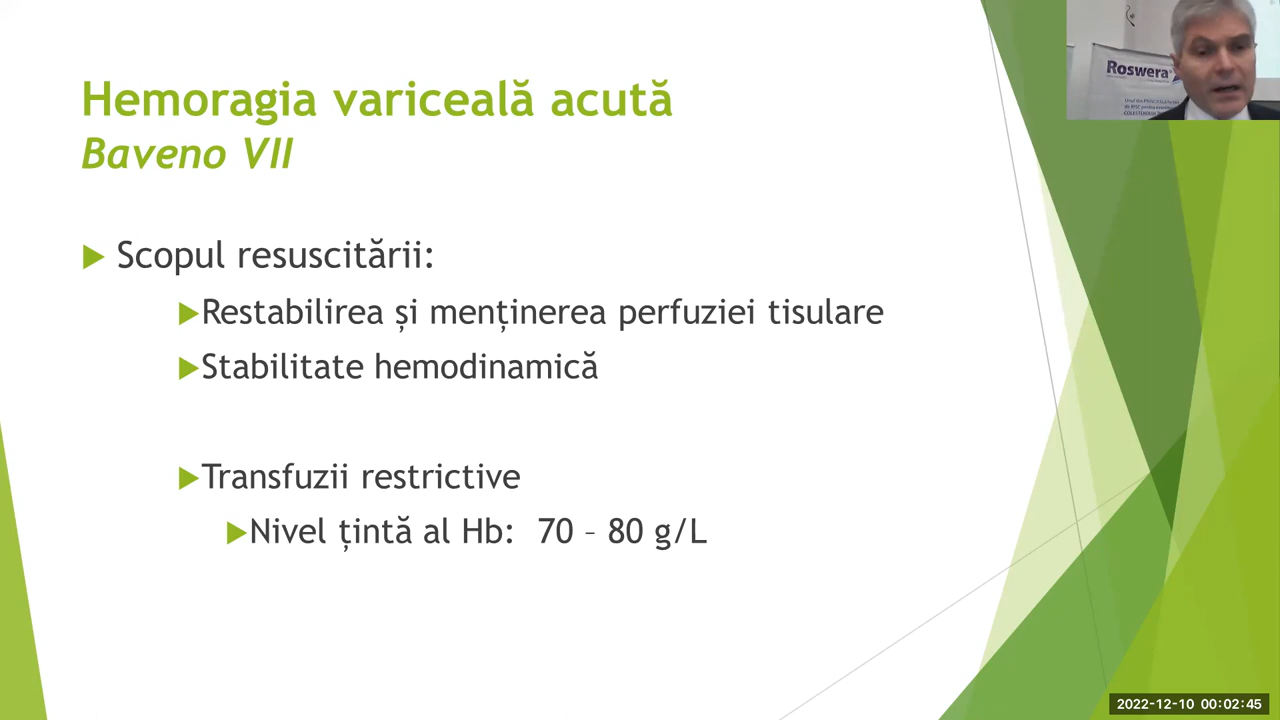 Hemoragia variceală acută
Baveno VII
Scopul resuscitării:
Restabilirea și menținerea perfuziei tisulare
Stabilitate hemodinamică
Transfuzii restrictive
Nivel țintă al Hb: 70 – 80 g/L
Roswera
2022-12-10 00:02:45